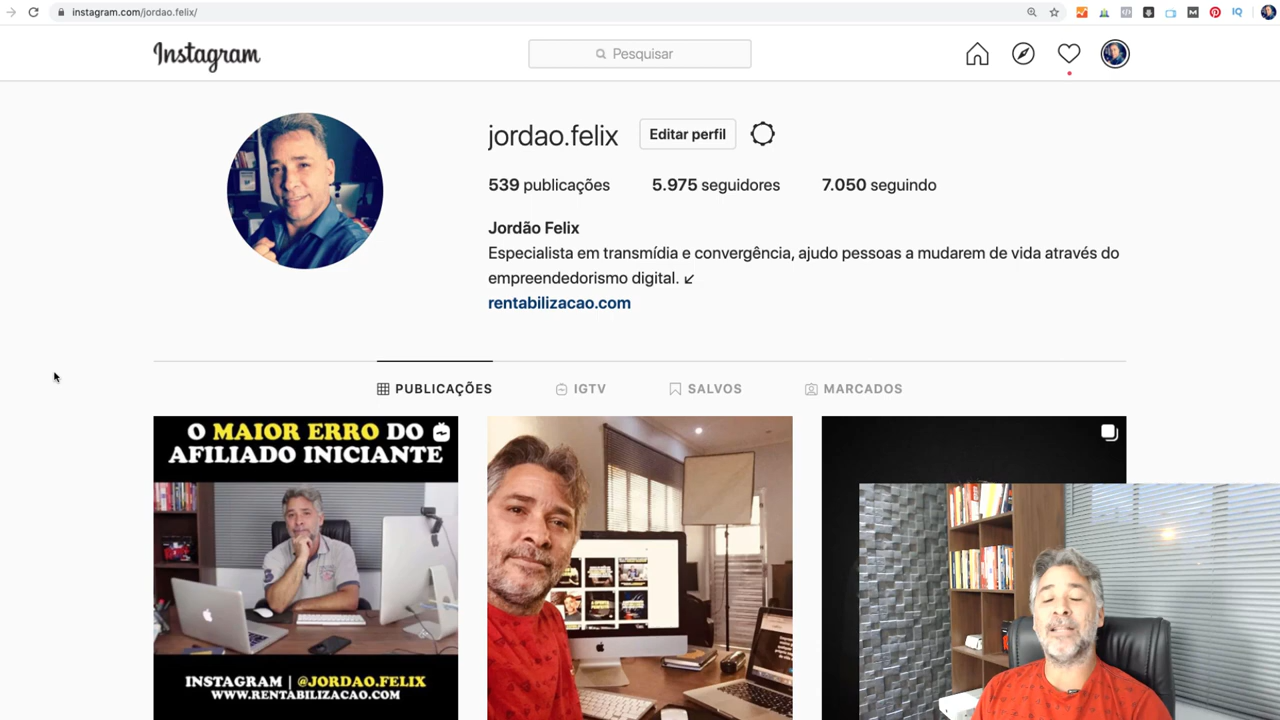 instagram.com/jordao.felix/
Instagram
Pesquisar
jordao.felix
Editar perfil
539 publicações
5.975 seguidores
7.050 seguindo
Jordão Felix
Especialista em transmídia e convergência, ajudo pessoas a mudarem de vida através do
empreendedorismo digital. ↙
rentabilizacao.com
PUBLICAÇÕES
IGTV
SALVOS
MARCADOS
O MAIOR ERRO DO
AFILIADO INICIANTE
INSTAGRAM | @JORDAO.FELIX
WWW.RENTABILIZACAO.COM